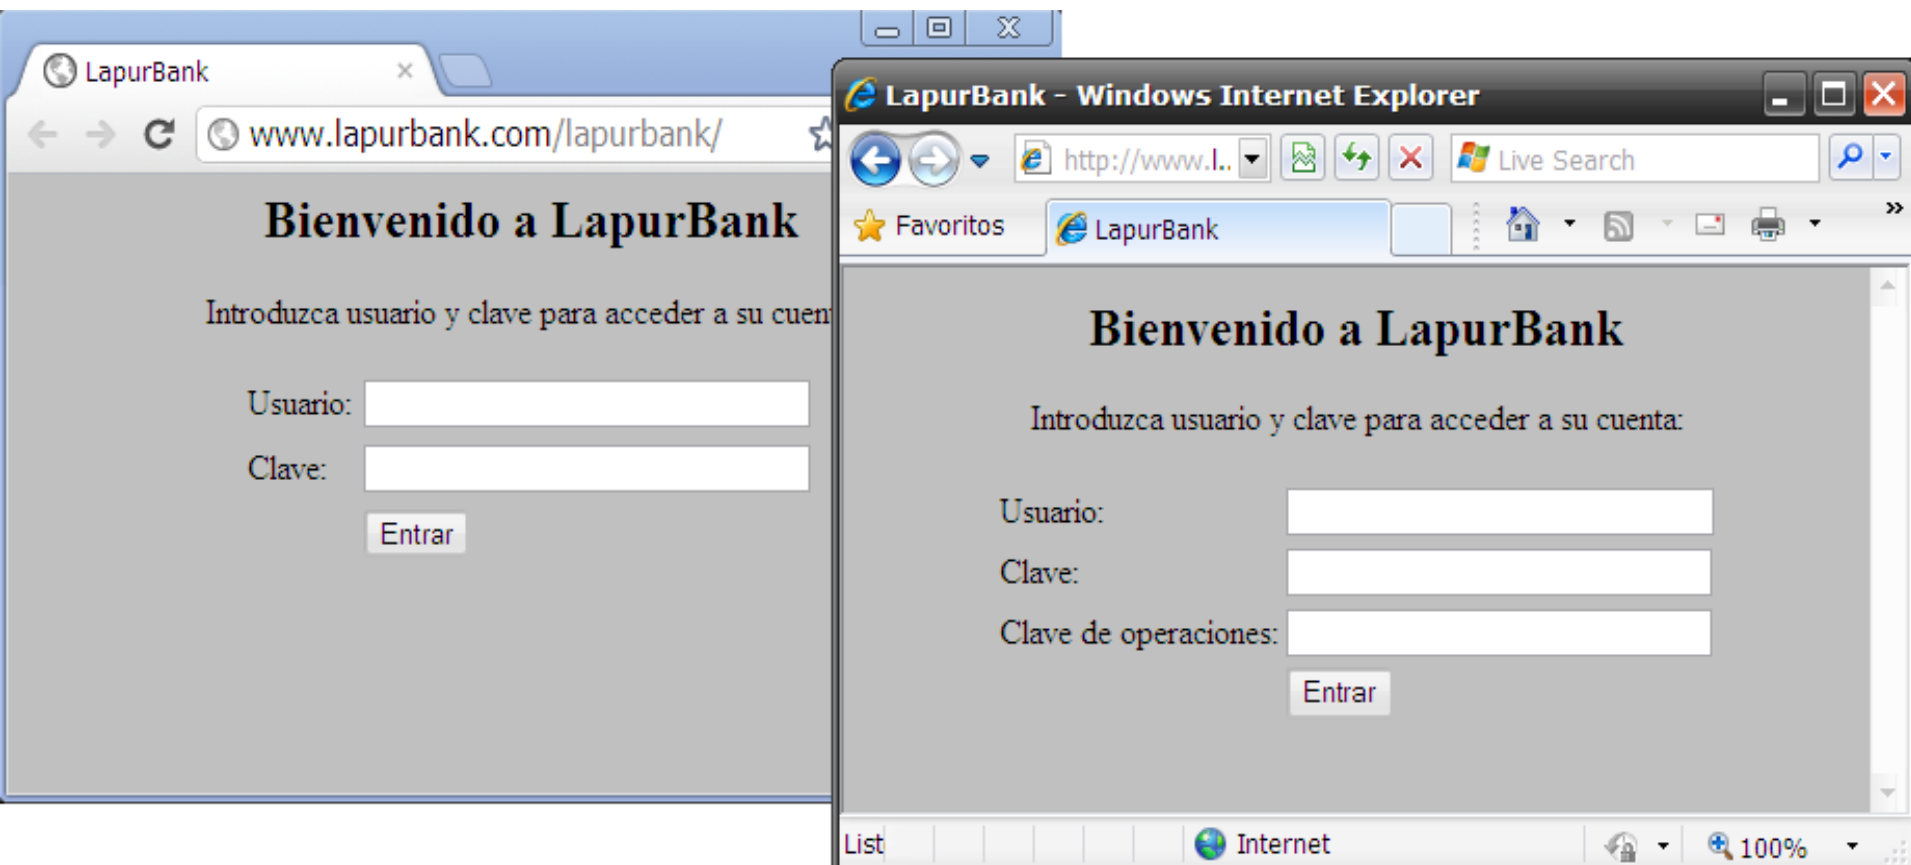 LapurBank
www.lapurbank.com/lapurbank/
Bienvenido a LapurBank
Introduzca usuario y clave para acceder a su cuen
Usuario:
Clave:
Entrar
LapurBank - Windows Internet Explorer
http://www.l..
Live Search
Favoritos
LapurBank
Bienvenido a LapurBank
Introduzca usuario y clave para acceder a su cuenta:
Usuario:
Clave:
Clave de operaciones:
Entrar
List
Internet
100%